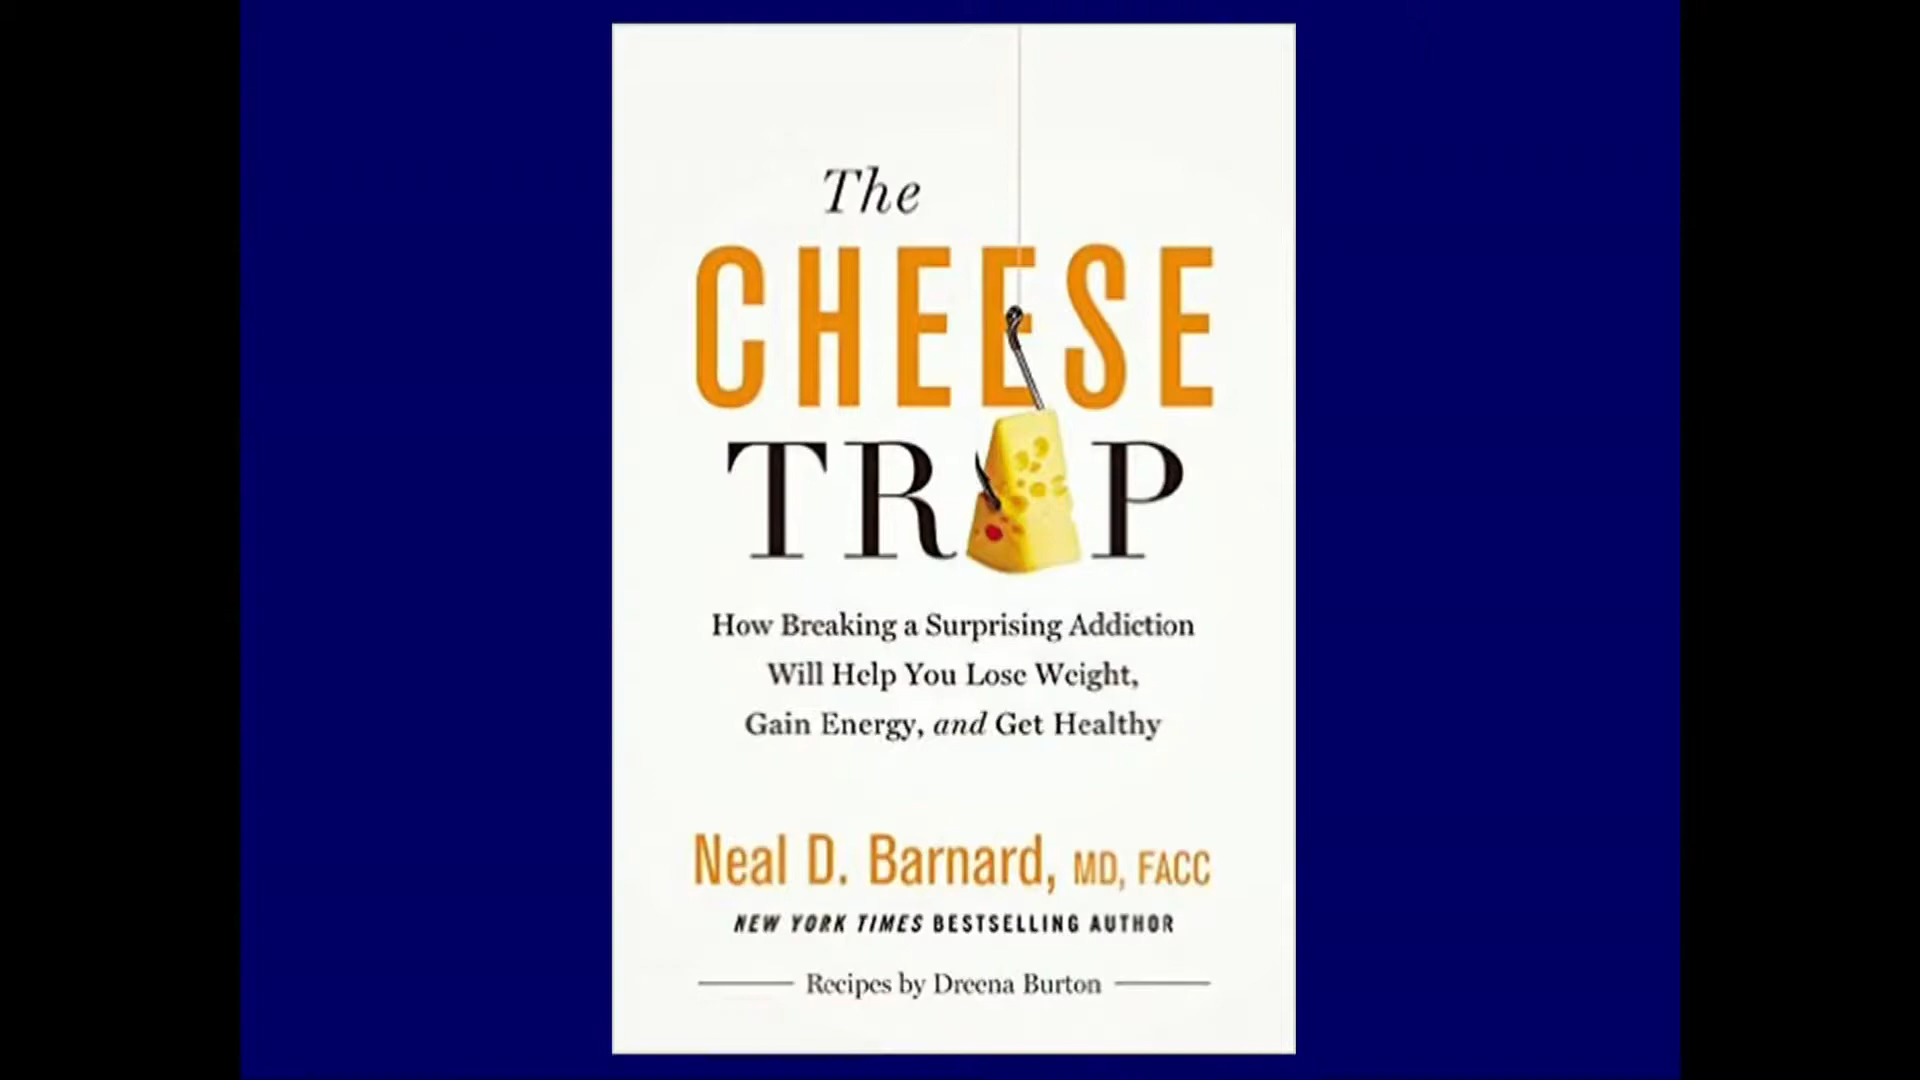 The
CHEESE
TRAP
How Breaking a Surprising Addiction
Will Help You Lose Weight,
Gain Energy, and Get Healthy
Neal D. Barnard, MD, FACC
NEW YORK TIMES BESTSELLING AUTHOR
Recipes by Dreena Burton